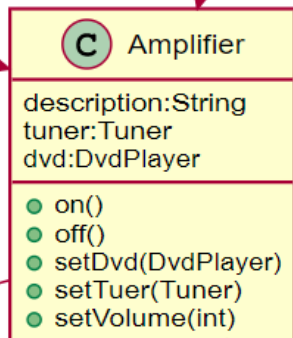 C Amplifier
description:String
tuner:Tuner
dvd:DvdPlayer
on()
off()
setDvd(DvdPlayer)
setTuer(Tuner)
setVolume(int)